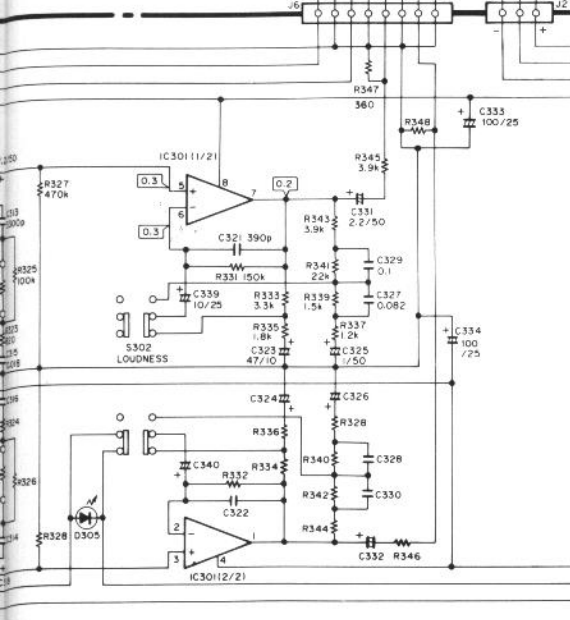 J6
J2
- +
R347
360
R348
+ C333
100/25
IC301(1/2)
R345
3.9k
2/50
R327
470k
0.3
5
+
8
7
0.2
6
-
0.3
+
C331
2.2/50
R343
3.9k
C321 390p
R325
100k
R331 150k
R341
22k
C329
0.1
+
C339
10/25
R333
3.3k
R339
1.5k
C327
0.082
R335
1.8k
R337
1.2k
S302
LOUDNESS
+
C323
47/10
+
C325
1/50
+
C334
100
/25
C324
+
C326
+
R336
R328
R340
C328
R334
C340
+
R332
R326
R342
C330
C322
R344
R328
D305
2
-
1
3
+
4
+
C332
R346
IC301(2/2)